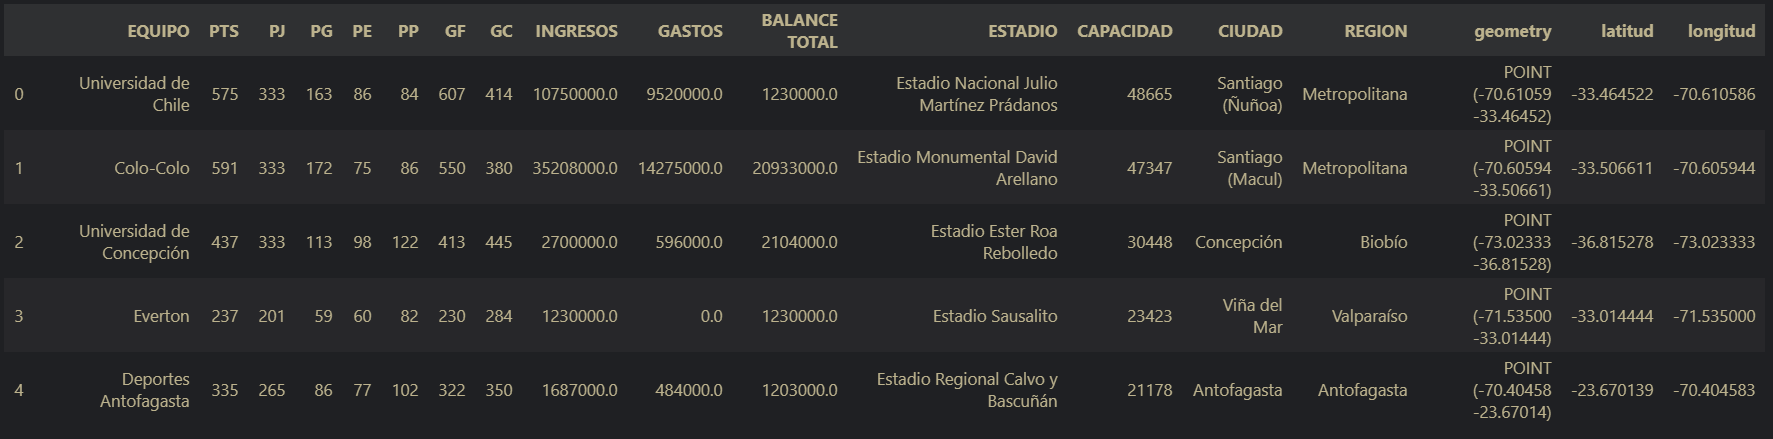 EQUIPO PTS PJ PG PE PP GF GC INGRESOS GASTOS BALANCE TOTAL ESTADIO CAPACIDAD CIUDAD REGION geometry latitud longitud
0 Universidad de Chile 575 333 163 86 84 607 414 10750000.0 9520000.0 1230000.0 Estadio Nacional Julio Martínez Prádanos 48665 Santiago (Ñuñoa) Metropolitana POINT (-70.61059 -33.46452) -33.464522 -70.610586
1 Colo-Colo 591 333 172 75 86 550 380 35208000.0 14275000.0 20933000.0 Estadio Monumental David Arellano 47347 Santiago (Macul) Metropolitana POINT (-70.60594 -33.50661) -33.506611 -70.605944
2 Universidad de Concepción 437 333 113 98 122 413 445 2700000.0 596000.0 2104000.0 Estadio Ester Roa Rebolledo 30448 Concepción Biobío POINT (-73.02333 -36.81528) -36.815278 -73.023333
3 Everton 237 201 59 60 82 230 284 1230000.0 0.0 1230000.0 Estadio Sausalito 23423 Viña del Mar Valparaíso POINT (-71.53500 -33.01444) -33.014444 -71.535000
4 Deportes Antofagasta 335 265 86 77 102 322 350 1687000.0 484000.0 1203000.0 Estadio Regional Calvo y Bascuñán 21178 Antofagasta Antofagasta POINT (-70.40458 -23.67014) -23.670139 -70.404583